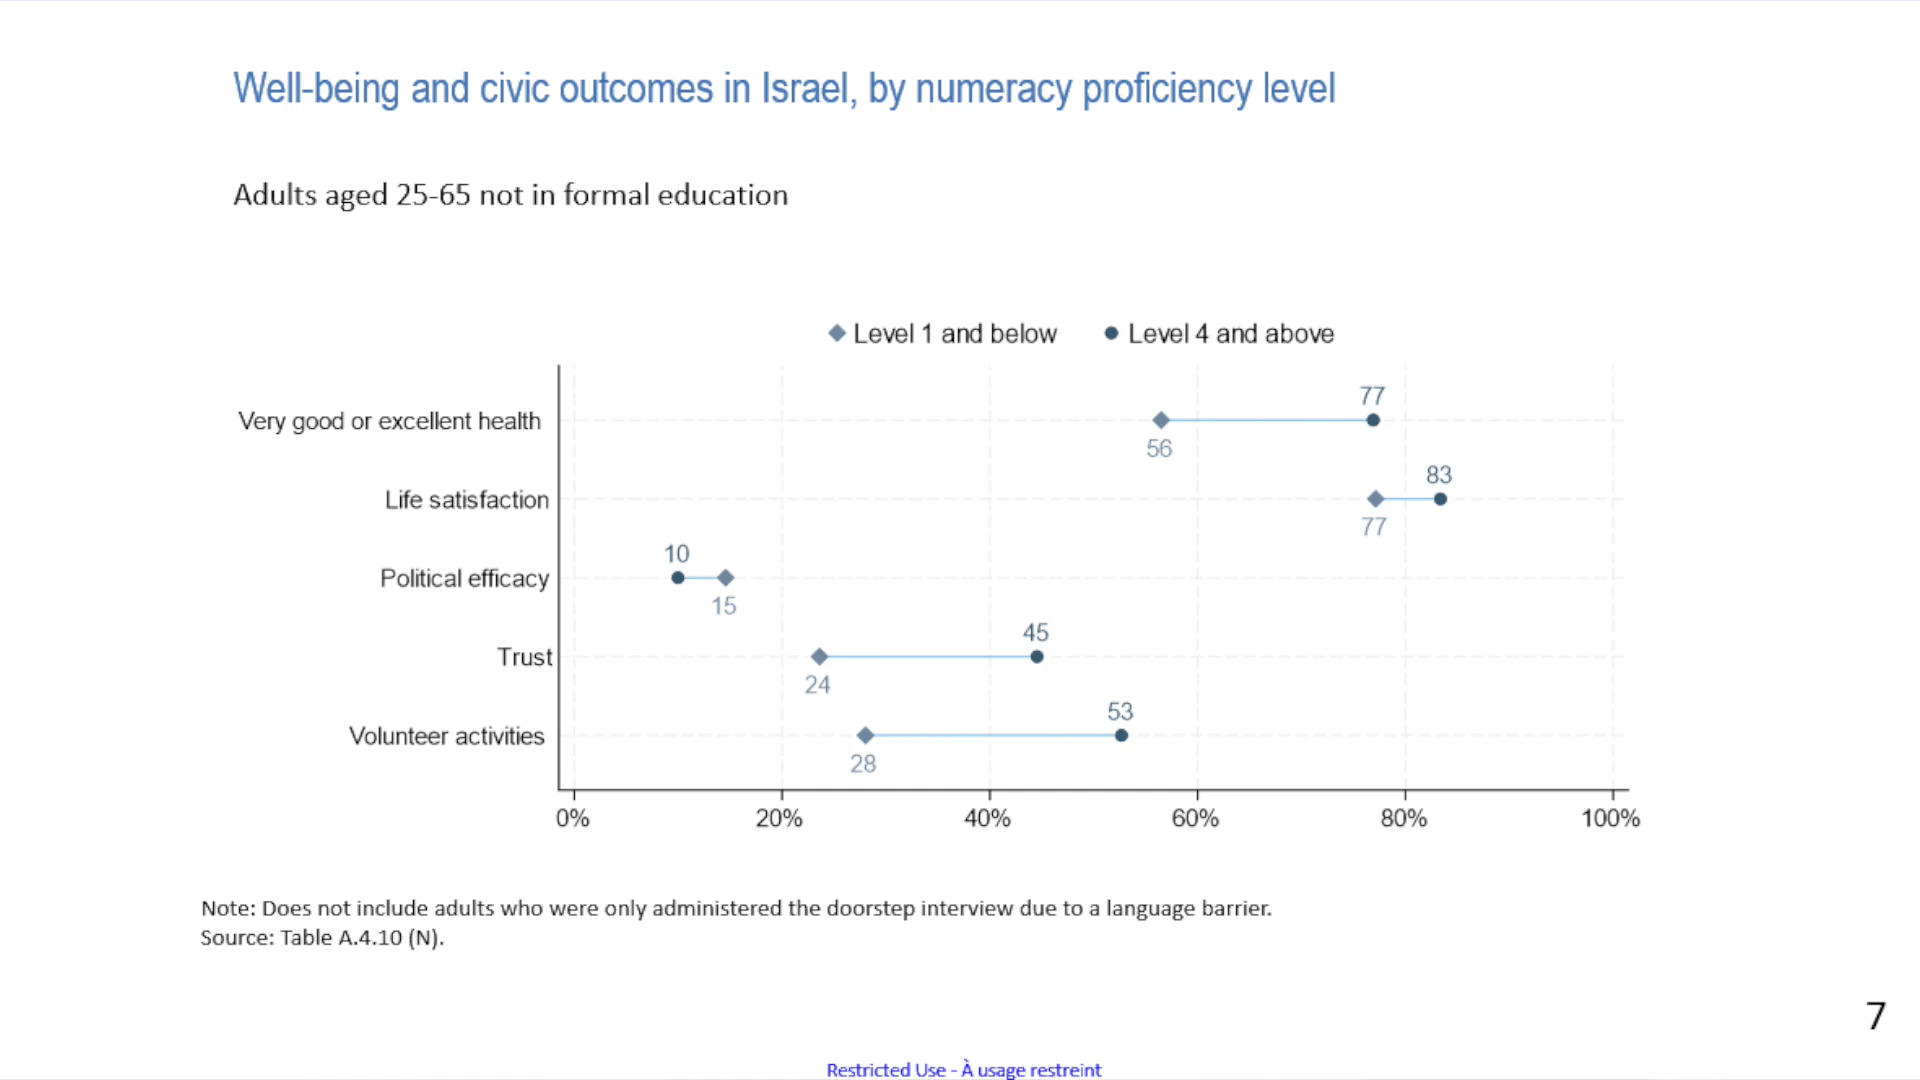 Well-being and civic outcomes in Israel, by numeracy proficiency level
Adults aged 25-65 not in formal education
Level 1 and below Level 4 and above
Very good or excellent health
77
56
Life satisfaction
83
77
Political efficacy
10
15
Trust
45
24
Volunteer activities
53
28
0% 20% 40% 60% 80% 100%
Note: Does not include adults who were only administered the doorstep interview due to a language barrier.
Source: Table A.4.10 (N).
7
Restricted Use - À usage restreint